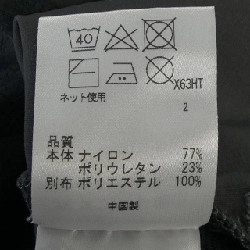 40
X63HT
ネット使用
2
品質
本体 ナイロン 77%
ポリウレタン 23%
別布 ポリエステル 100%
中国製